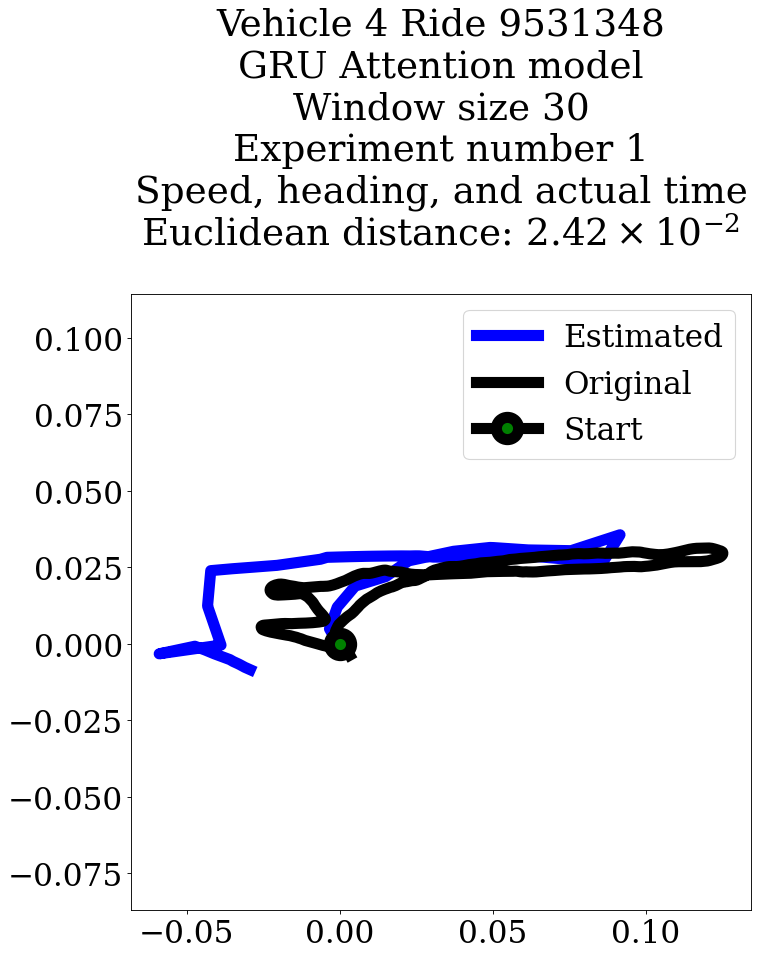 Vehicle 4 Ride 9531348
GRU Attention model
Window size 30
Experiment number 1
Speed, heading, and actual time
Euclidean distance: 2.42 × 10⁻²
Estimated
Original
Start
0.100
0.075
0.050
0.025
0.000
−0.025
−0.050
−0.075
−0.05 0.00 0.05 0.10